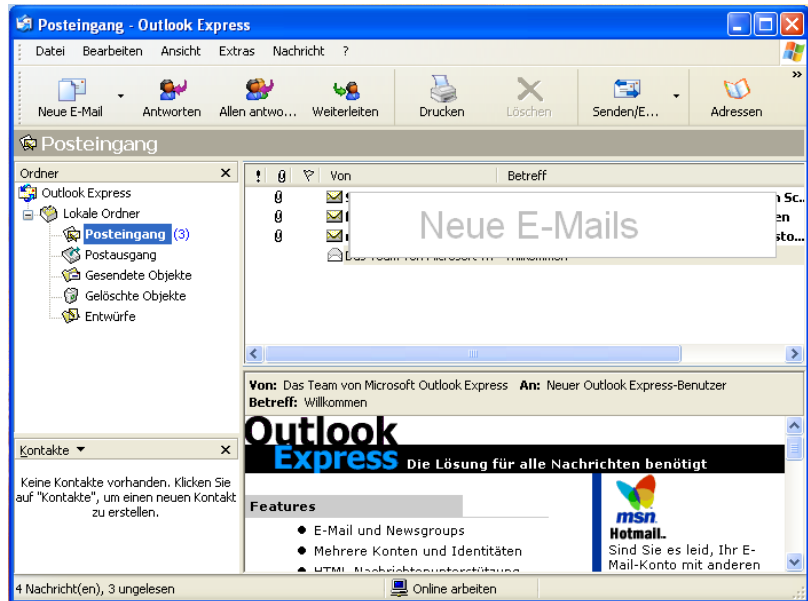 Posteingang - Outlook Express
Datei Bearbeiten Ansicht Extras Nachricht ?
Neue E-Mail Antworten Allen antwo... Weiterleiten Drucken Löschen Senden/E... Adressen »
Posteingang
Ordner
Outlook Express
Lokale Ordner
Posteingang (3)
Postausgang
Gesendete Objekte
Gelöschte Objekte
Entwürfe
Kontakte
Keine Kontakte vorhanden. Klicken Sie
auf "Kontakte", um einen neuen Kontakt
zu erstellen.
! Von Betreff
Neue E-Mails
Von: Das Team von Microsoft Outlook Express An: Neuer Outlook Express-Benutzer
Betreff: Willkommen
Outlook
Express Die Lösung für alle Nachrichten benötigt
Features
• E-Mail und Newsgroups
• Mehrere Konten und Identitäten
• HTML-Nachrichtenunterstützung
msn
Hotmail
Sind Sie es leid, Ihr E-
Mail-Konto mit anderen
4 Nachricht(en), 3 ungelesen Online arbeiten